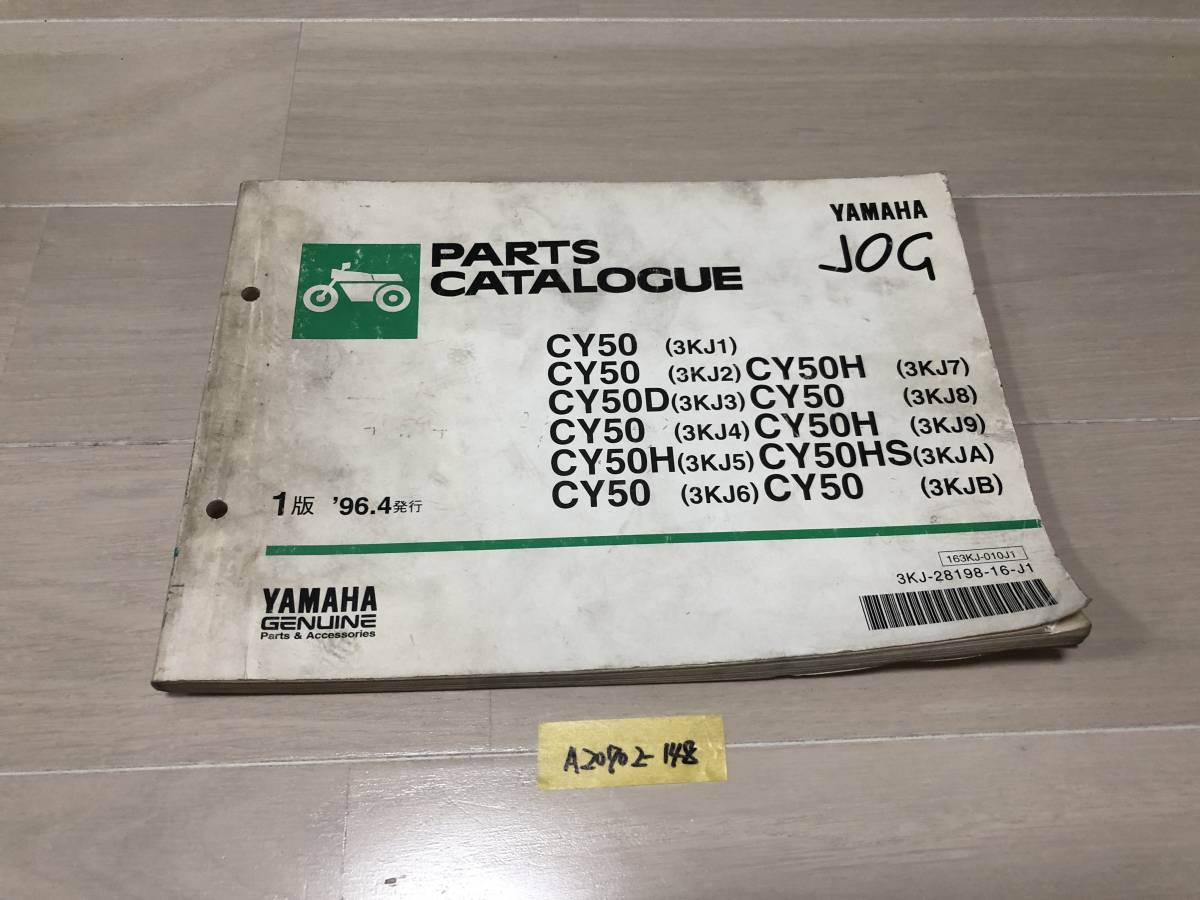 YAMAHA
JOG
PARTS
CATALOGUE
CY50 (3KJ1)
CY50 (3KJ2) CY50H (3KJ7)
CY50D (3KJ3) CY50 (3KJ8)
CY50 (3KJ4) CY50H (3KJ9)
CY50H (3KJ5) CY50HS (3KJA)
CY50 (3KJ6) CY50 (3KJB)
1版 '96.4発行
163KJ-010J1
3KJ-28198-16-J1
YAMAHA
GENUINE
Parts & Accessories
A20702-148